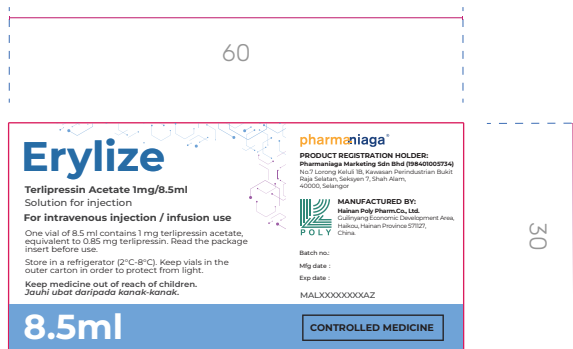 60
30
Erylize
Terlipressin Acetate 1mg/8.5ml
Solution for injection
For intravenous injection / infusion use
One vial of 8.5 ml contains 1 mg terlipressin acetate,
equivalent to 0.85 mg terlipressin. Read the package
insert before use.
Store in a refrigerator (2°C-8°C). Keep vials in the
outer carton in order to protect from light.
Keep medicine out of reach of children.
Jauhi ubat daripada kanak-kanak.
8.5ml
pharmaniaga®
PRODUCT REGISTRATION HOLDER:
Pharmaniaga Marketing Sdn Bhd (198401005734)
No.7 Lorong Keluli 1B, Kawasan Perindustrian Bukit
Raja Selatan, Seksyen 7, Shah Alam,
40000, Selangor
POLY
MANUFACTURED BY:
Hainan Poly Pharm.Co., Ltd.
Guilinyang Economic Development Area,
Haikou, Hainan Province 571127,
China.
Batch no.:
Mfg date :
Exp date :
MALXXXXXXXXAZ
CONTROLLED MEDICINE